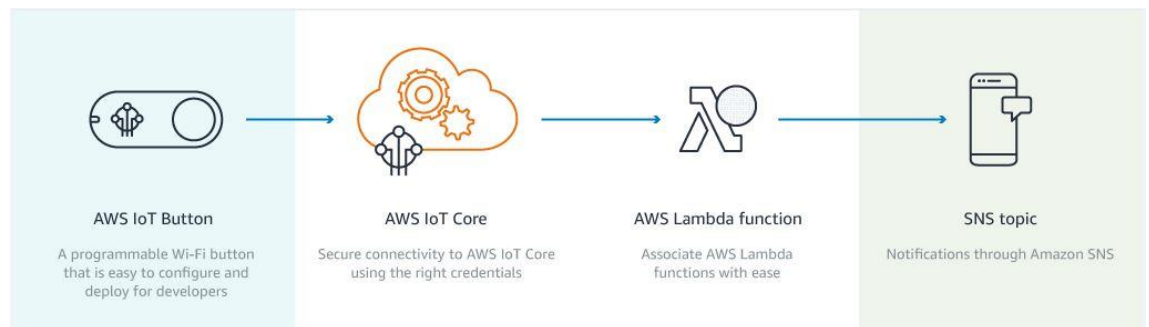 AWS IoT Button
A programmable Wi-Fi button
that is easy to configure and
deploy for developers
AWS IoT Core
Secure connectivity to AWS IoT Core
using the right credentials
AWS Lambda function
Associate AWS Lambda
functions with ease
SNS topic
Notifications through Amazon SNS